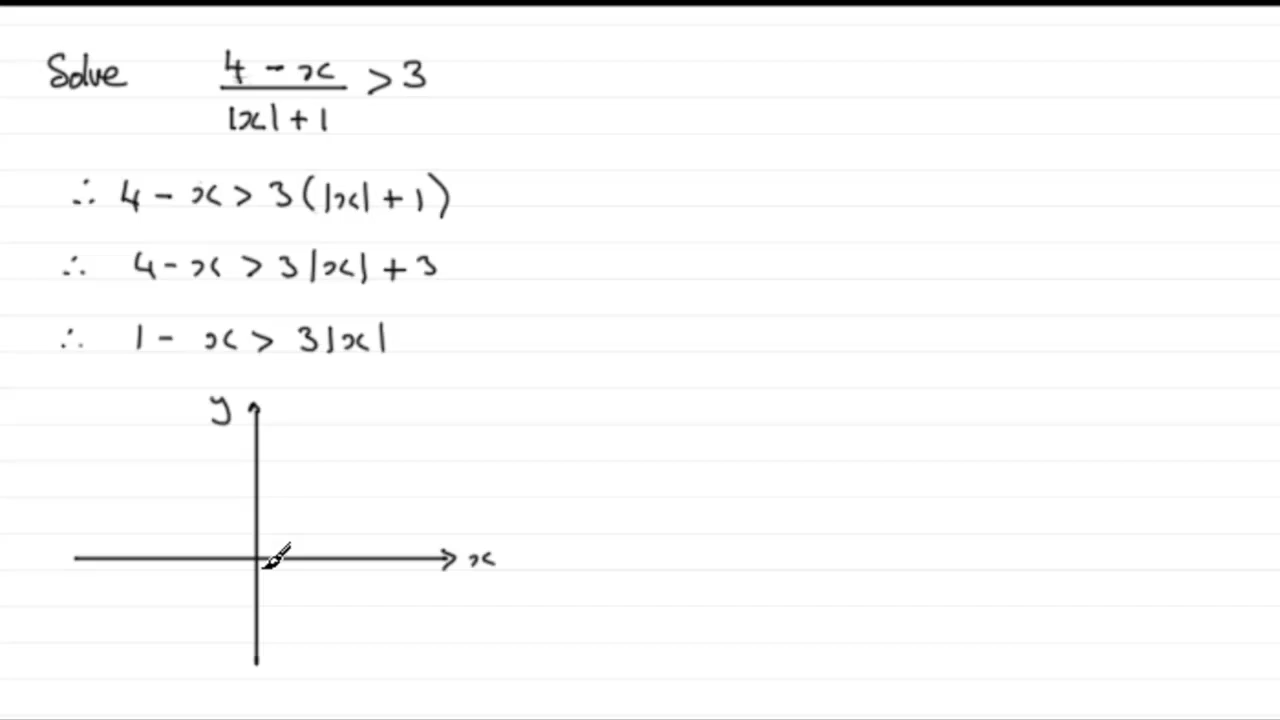 Solve (4 - x)/(|x| + 1) > 3
∴ 4 - x > 3(|x| + 1)
∴ 4 - x > 3|x| + 3
∴ 1 - x > 3|x|
y
x